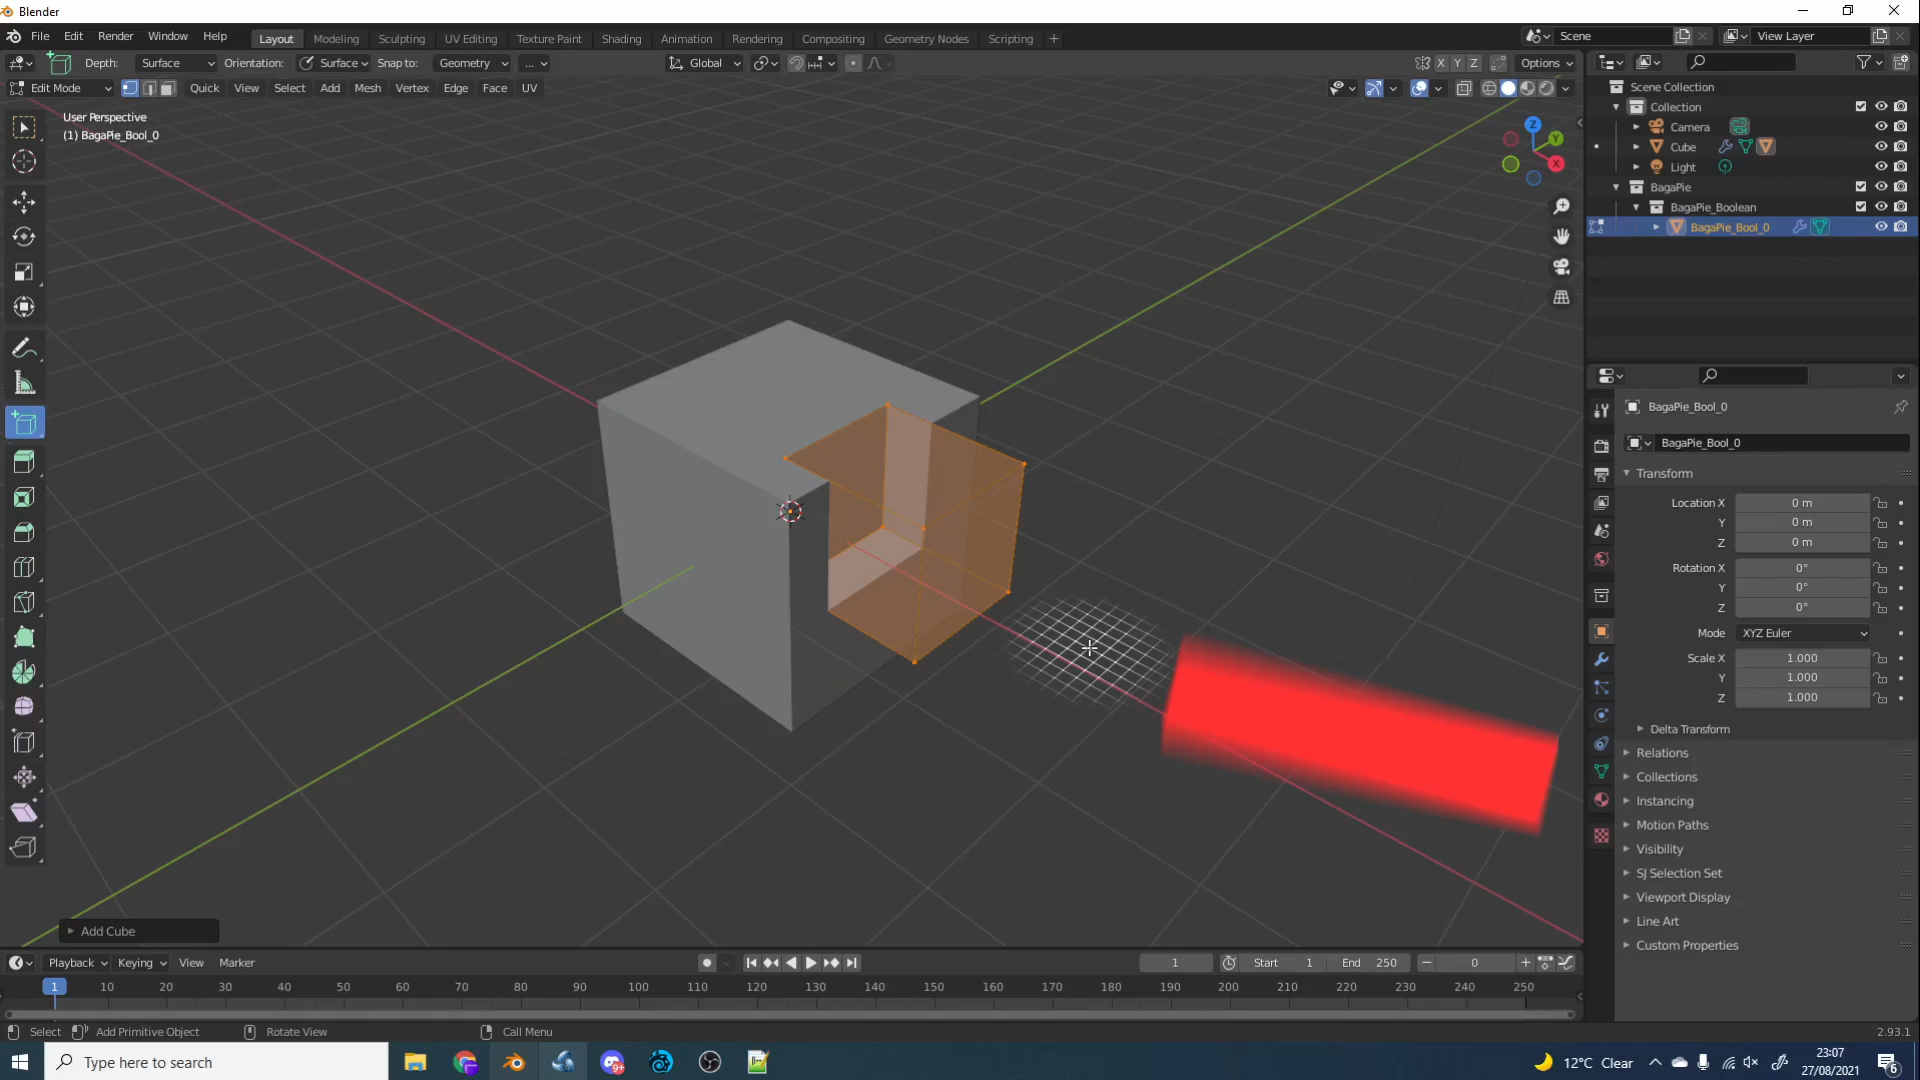 Blender
File Edit Render Window Help Layout Modeling Sculpting UV Editing Texture Paint Shading Animation Rendering Compositing Geometry Nodes Scripting + Scene View Layer
Depth: Surface Orientation: Surface Snap to: Geometry ... Global X Y Z Options
Edit Mode Quick View Select Add Mesh Vertex Edge Face UV
User Perspective
(1) BagaPie_Bool_0
Z
Y
X
Scene Collection
Collection
Camera
Cube
Light
BagaPie
BagaPie_Boolean
BagaPie_Bool_0
BagaPie_Bool_0
BagaPie_Bool_0
Transform
Location X 0 m
Y 0 m
Z 0 m
Rotation X 0°
Y 0°
Z 0°
Mode XYZ Euler
Scale X 1.000
Y 1.000
Z 1.000
Delta Transform
Relations
Collections
Instancing
Motion Paths
Visibility
SJ Selection Set
Viewport Display
Line Art
Custom Properties
Add Cube
Playback Keying View Marker 1 Start 1 End 250 0
1 10 20 30 40 50 60 70 80 90 100 110 120 130 140 150 160 170 180 190 200 210 220 230 240 250
Select Add Primitive Object Rotate View Call Menu 2.93.1
Type here to search 9+ 12°C Clear 23:07
27/08/2021 6